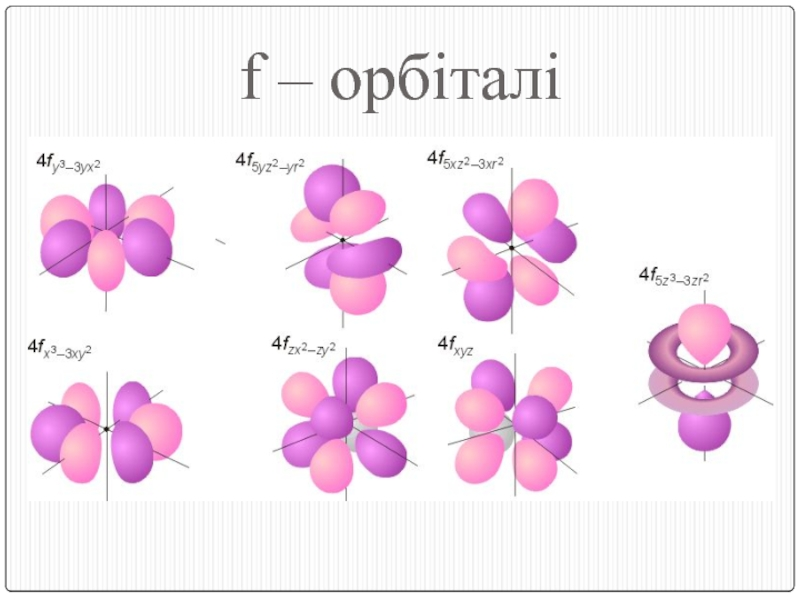 f – орбіталі
4fy³–3yx²
4f5yz²–yr²
4f5xz²–3xr²
4f5z³–3zr²
4fx³–3xy²
4fzx²–zy²
4fxyz